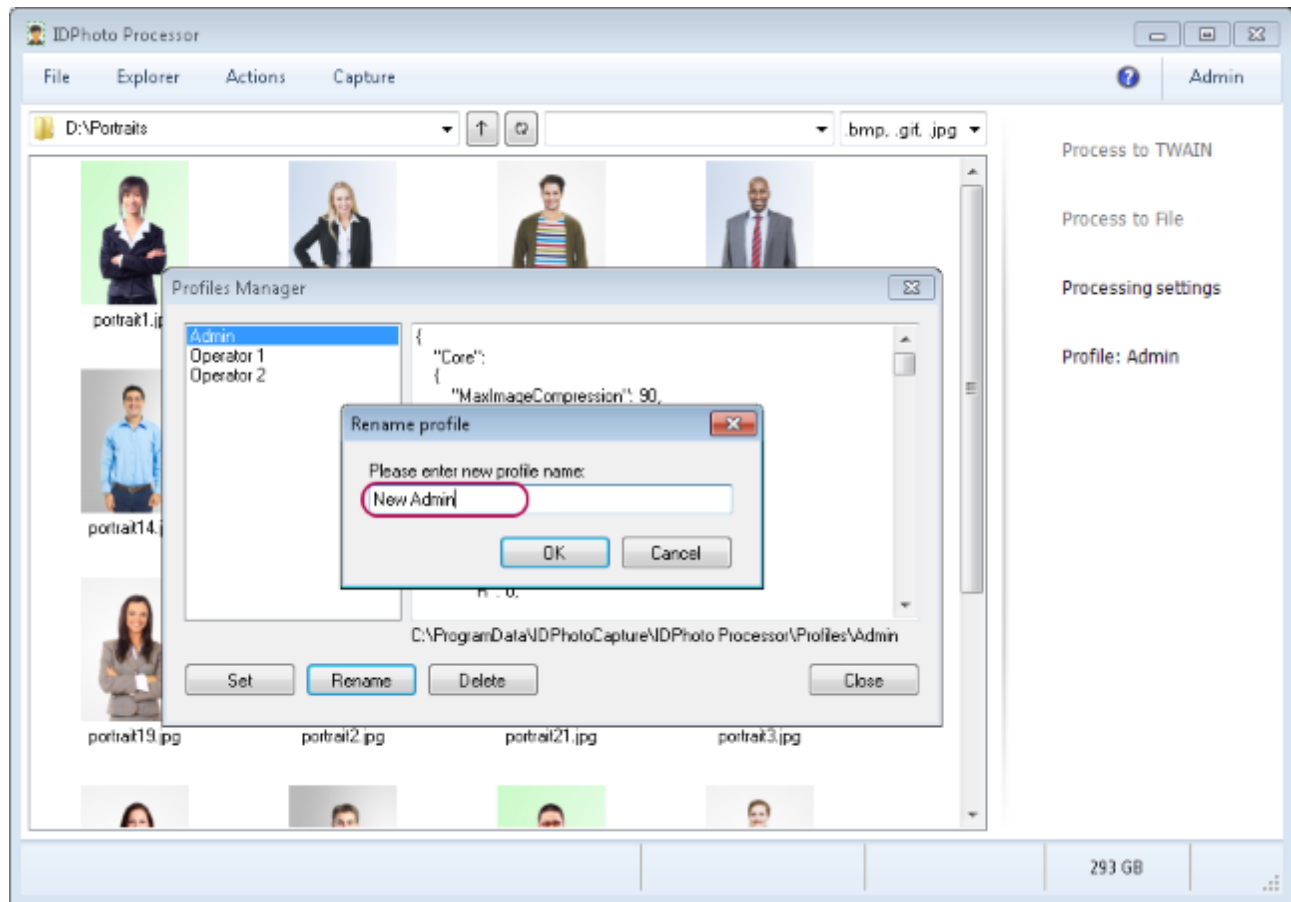 IDPhoto Processor
File Explorer Actions Capture Admin
D:\Portraits .bmp, .gif, .jpg
Process to TWAIN
Process to File
Processing settings
Profile: Admin
Profiles Manager
portrait1.jp
Admin
Operator 1
Operator 2
{
"Core":
{
"MaxImageCompression": 90,
Rename profile
Please enter new profile name:
New Admin
OK Cancel
portrait14.j
C:\ProgramData\IDPhotoCapture\IDPhoto Processor\Profiles\Admin
Set Rename Delete Close
portrait19.jpg portrait2.jpg portrait21.jpg portrait3.jpg
293 GB